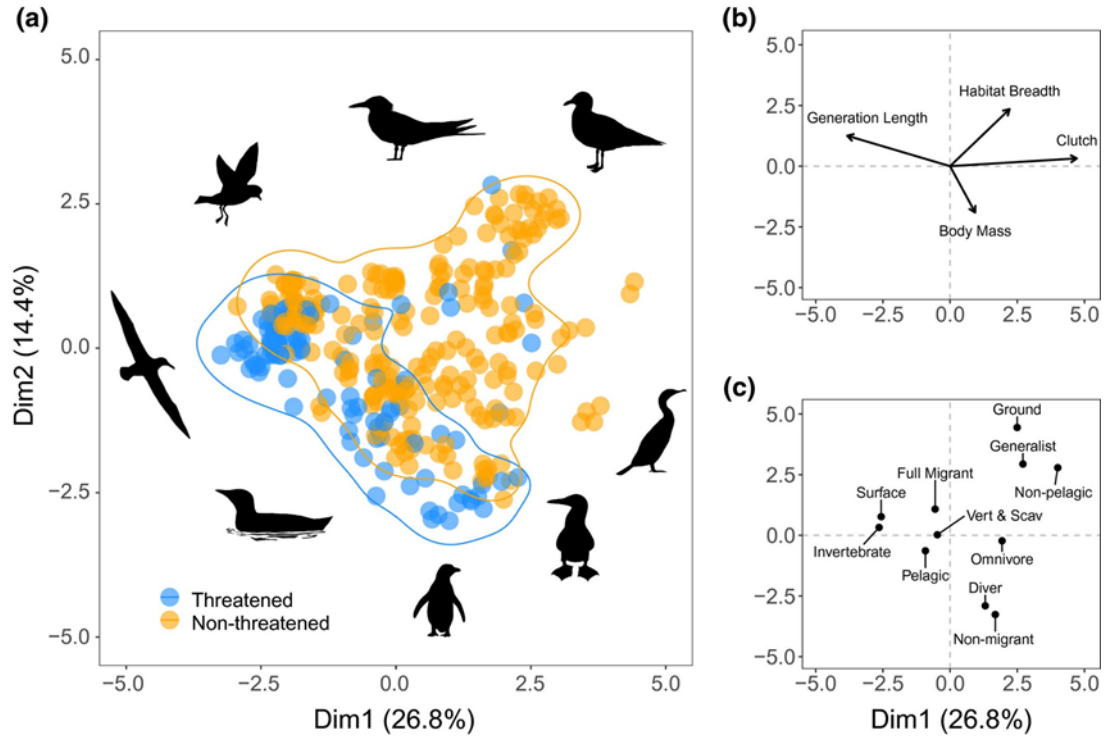 (a)
5.0
2.5
0.0
−2.5
−5.0
Dim2 (14.4%)
Threatened
Non-threatened
−5.0 −2.5 0.0 2.5 5.0
Dim1 (26.8%)
(b)
5.0
2.5
0.0
−2.5
−5.0
Habitat Breadth
Generation Length
Clutch
Body Mass
−5.0 −2.5 0.0 2.5 5.0
(c)
5.0
2.5
0.0
−2.5
−5.0
Ground
Generalist
Full Migrant
Non-pelagic
Surface
Vert & Scav
Invertebrate
Omnivore
Pelagic
Diver
Non-migrant
−5.0 −2.5 0.0 2.5 5.0
Dim1 (26.8%)